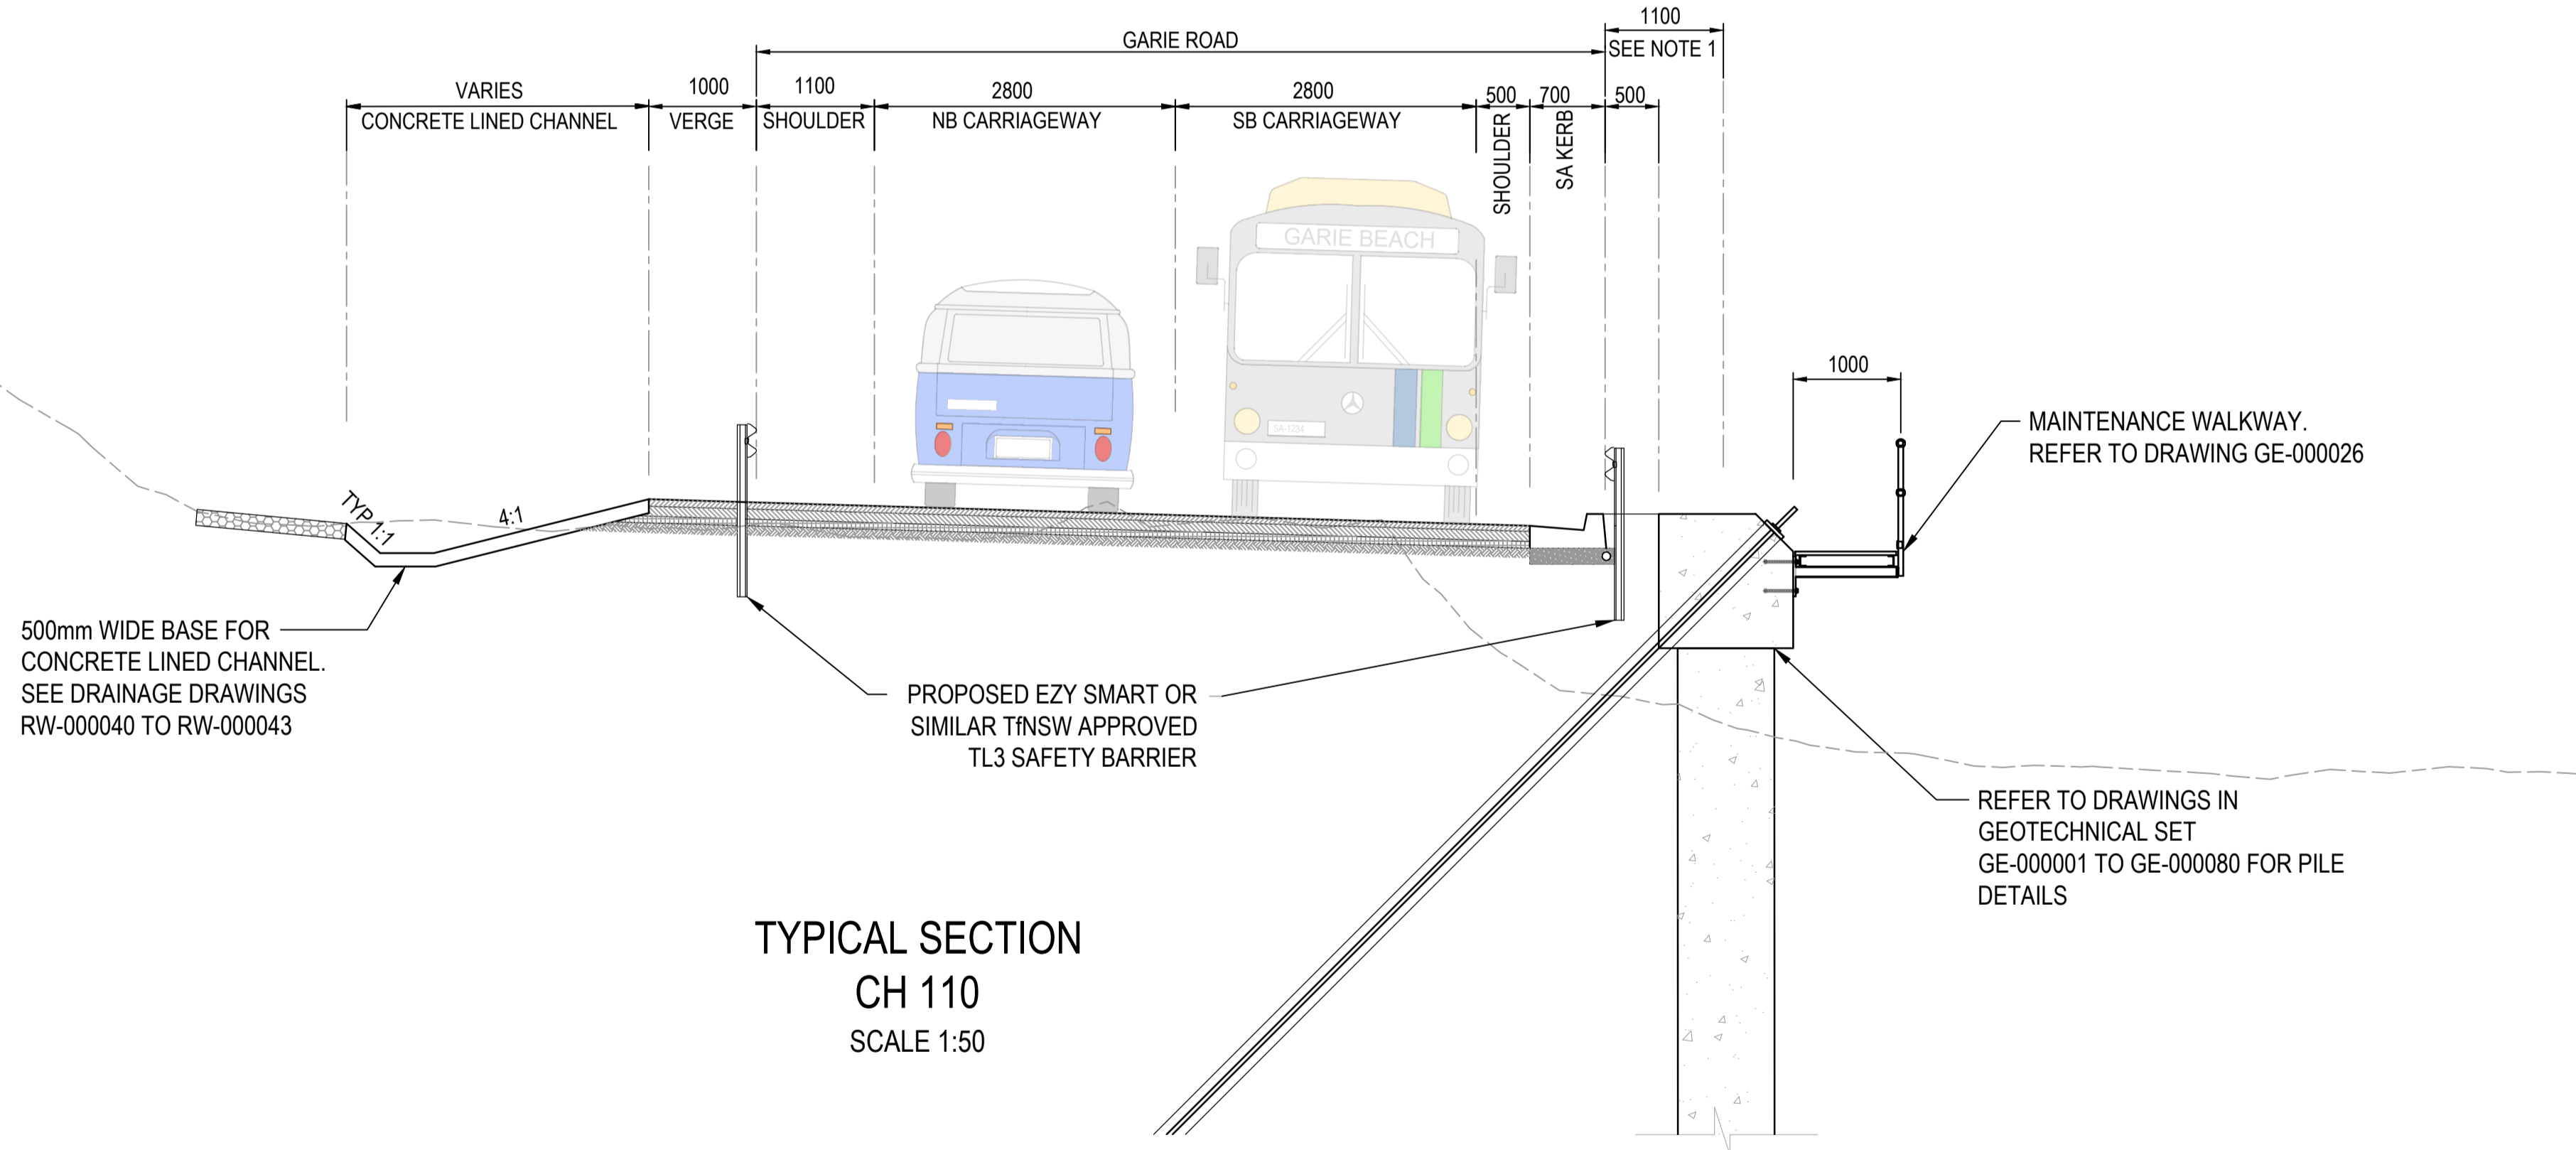 1100
GARIE ROAD
SEE NOTE 1
VARIES
1000
1100
2800
2800
500
700
500
CONCRETE LINED CHANNEL
VERGE
SHOULDER
NB CARRIAGEWAY
SB CARRIAGEWAY
SHOULDER
SA KERB
GARIE BEACH
SA-1234
1000
MAINTENANCE WALKWAY.
REFER TO DRAWING GE-000026
TYP 1:1
4:1
500mm WIDE BASE FOR
CONCRETE LINED CHANNEL.
SEE DRAINAGE DRAWINGS
RW-000040 TO RW-000043
PROPOSED EZY SMART OR
SIMILAR TfNSW APPROVED
TL3 SAFETY BARRIER
REFER TO DRAWINGS IN
GEOTECHNICAL SET
GE-000001 TO GE-000080 FOR PILE
DETAILS
TYPICAL SECTION
CH 110
SCALE 1:50